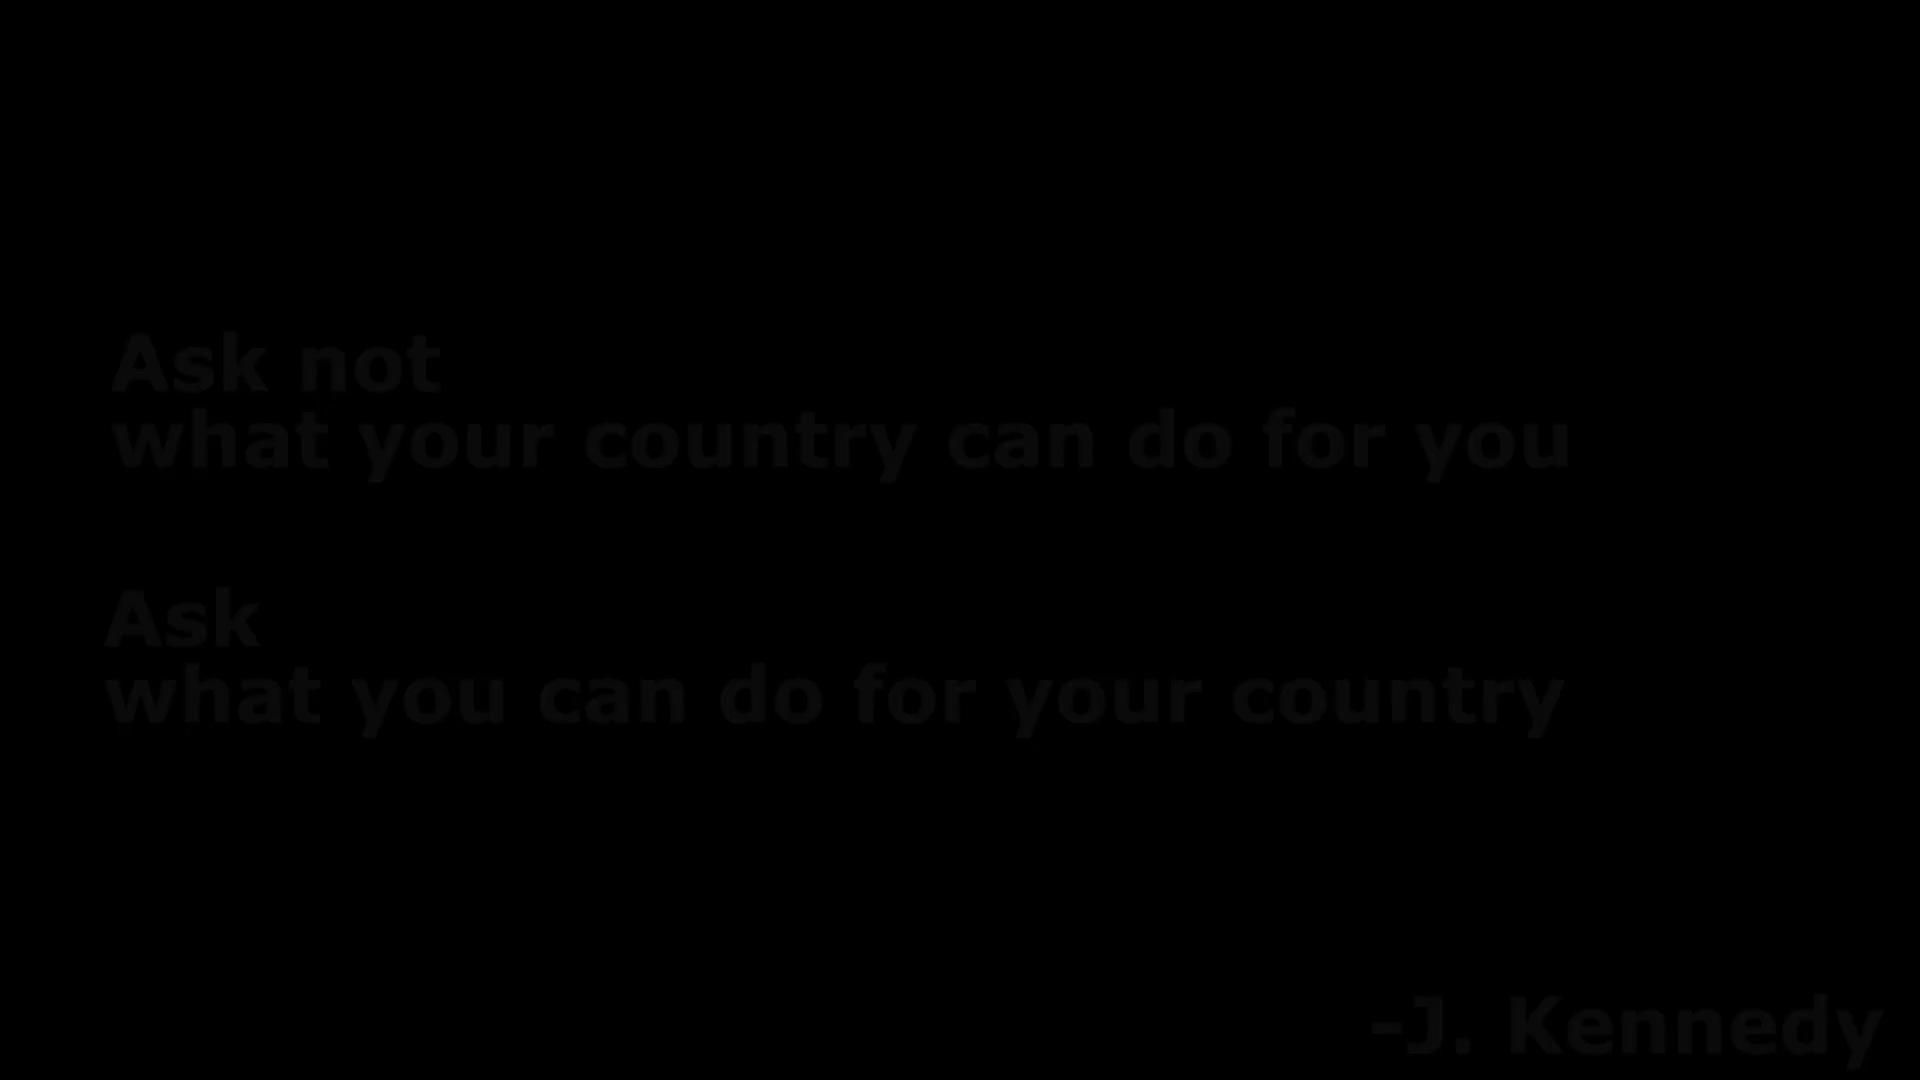 Ask not
what your country can do for you
Ask
what you can do for your country
-J. Kennedy